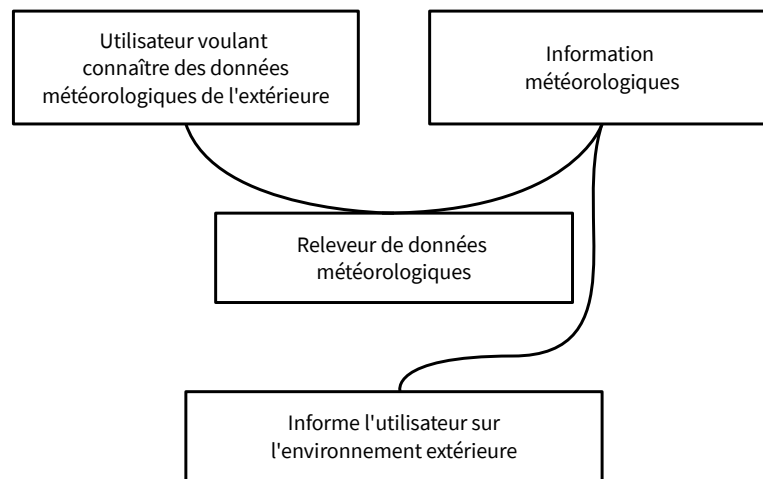 Utilisateur voulant
connaître des données
météorologiques de l'extérieure
Information
météorologiques
Releveur de données
météorologiques
Informe l'utilisateur sur
l'environnement extérieure